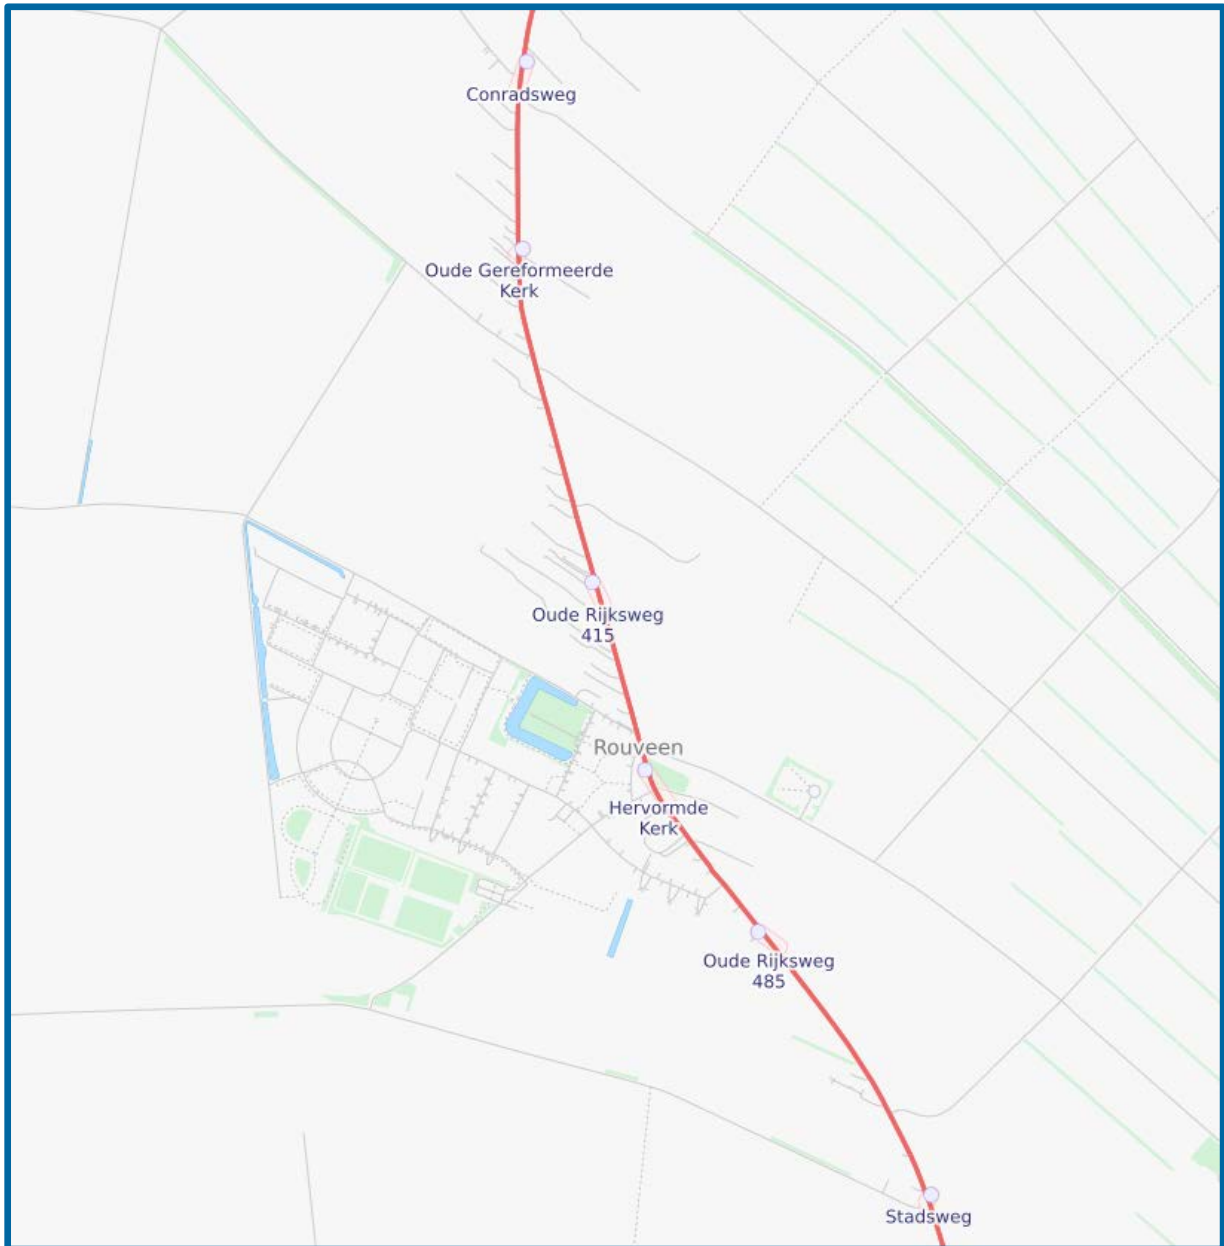 Conradsweg
Oude Gereformeerde
Kerk
Oude Rijksweg
415
Rouveen
Hervormde
Kerk
Oude Rijksweg
485
Stadsweg